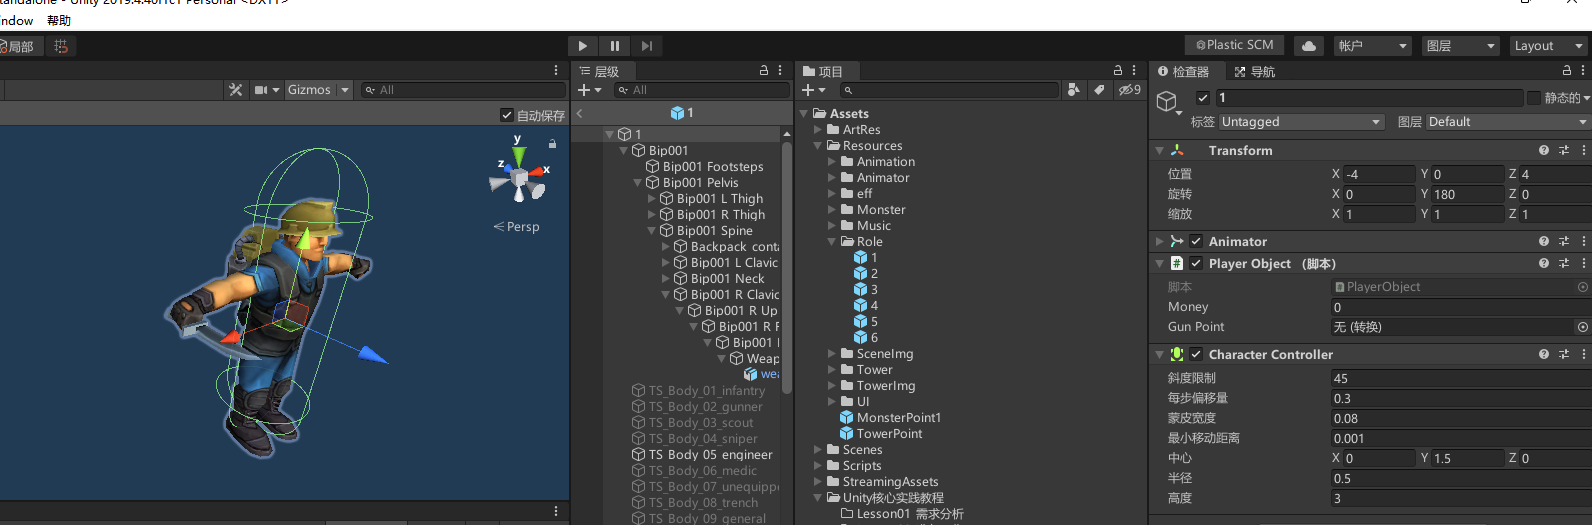 indow 帮助
局部
Plastic SCM 帐户 图层 Layout
层级 项目 检查器 导航
Gizmos All All 9
自动保存 1 Assets 1 静态的
1 ArtRes 标签 Untagged 图层 Default
Bip001 Resources Transform
Bip001 Footsteps Animation 位置 X -4 Y 0 Z 4
Bip001 Pelvis Animator 旋转 X 0 Y 180 Z 0
Bip001 L Thigh eff 缩放 X 1 Y 1 Z 1
Bip001 R Thigh Monster
y z x
Persp
Bip001 Spine Music
Backpack conta Role Animator
Bip001 L Clavic 1 Player Object （脚本）
Bip001 Neck 2 脚本 PlayerObject
Bip001 R Clavic 3 Money 0
Bip001 R Up 4 Gun Point 无 (转换)
Bip001 R F 5
Bip001 6 Character Controller
Weap SceneImg 斜度限制 45
wea Tower 每步偏移量 0.3
TS_Body_01_infantry TowerImg 蒙皮宽度 0.08
TS_Body_02_gunner UI 最小移动距离 0.001
TS_Body_03_scout MonsterPoint1 中心 X 0 Y 1.5 Z 0
TS_Body_04_sniper TowerPoint 半径 0.5
TS_Body_05_engineer Scenes 高度 3
TS_Body_06_medic Scripts
TS_Body_07_unequippe StreamingAssets
TS_Body_08_trench Unity核心实践教程
TS_Body_09_general Lesson01 需求分析